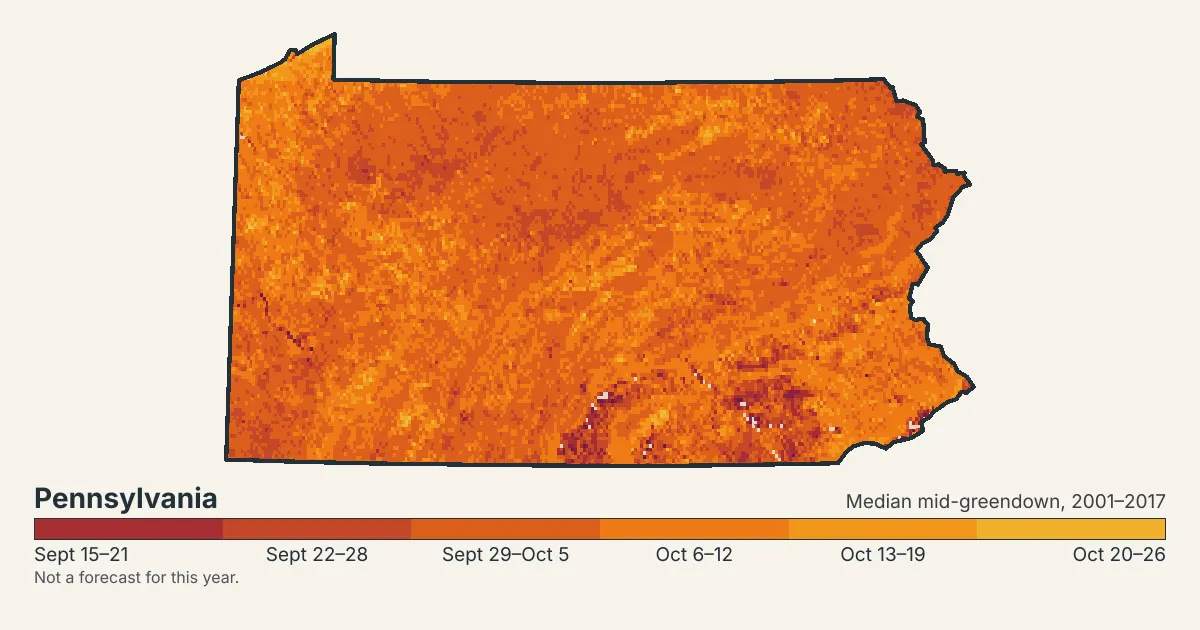 Pennsylvania
Median mid-greendown, 2001–2017
Sept 15–21
Sept 22–28
Sept 29–Oct 5
Oct 6–12
Oct 13–19
Oct 20–26
Not a forecast for this year.